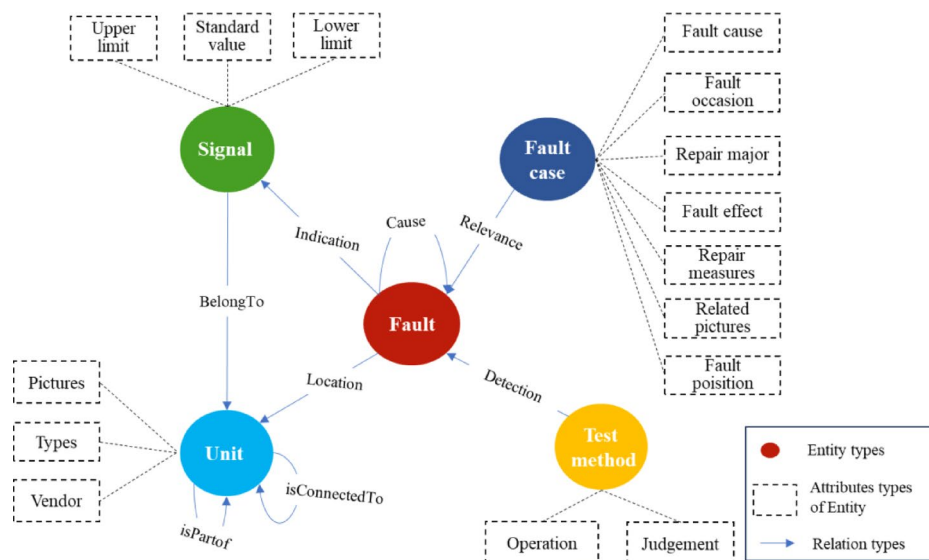 Upper
limit
Standard
value
Lower
limit
Signal
Fault
case
Fault cause
Fault
occasion
Repair major
Fault effect
Repair
measures
Related
pictures
Fault
poisition
Indication
Cause
Relevance
BelongTo
Fault
Location
Detection
Pictures
Types
Vendor
Unit
isConnectedTo
isPartof
Test
method
Operation
Judgement
Entity types
Attributes types
of Entity
Relation types